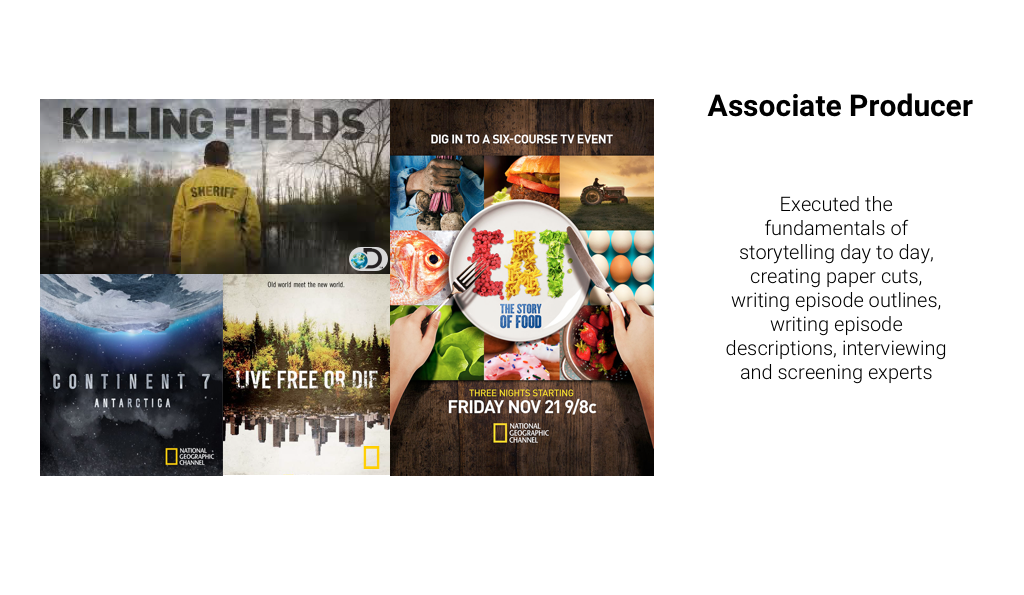 KILLING FIELDS
SHERIFF
D
CONTINENT 7
ANTARCTICA
NATIONAL
GEOGRAPHIC
CHANNEL
Old world meet the new world.
LIVE FREE OR DIE
DIG IN TO A SIX-COURSE TV EVENT
EAT
THE STORY
OF FOOD
THREE NIGHTS STARTING
FRIDAY NOV 21 9/8c
NATIONAL
GEOGRAPHIC
CHANNEL
Associate Producer
Executed the
fundamentals of
storytelling day to day,
creating paper cuts,
writing episode outlines,
writing episode
descriptions, interviewing
and screening experts